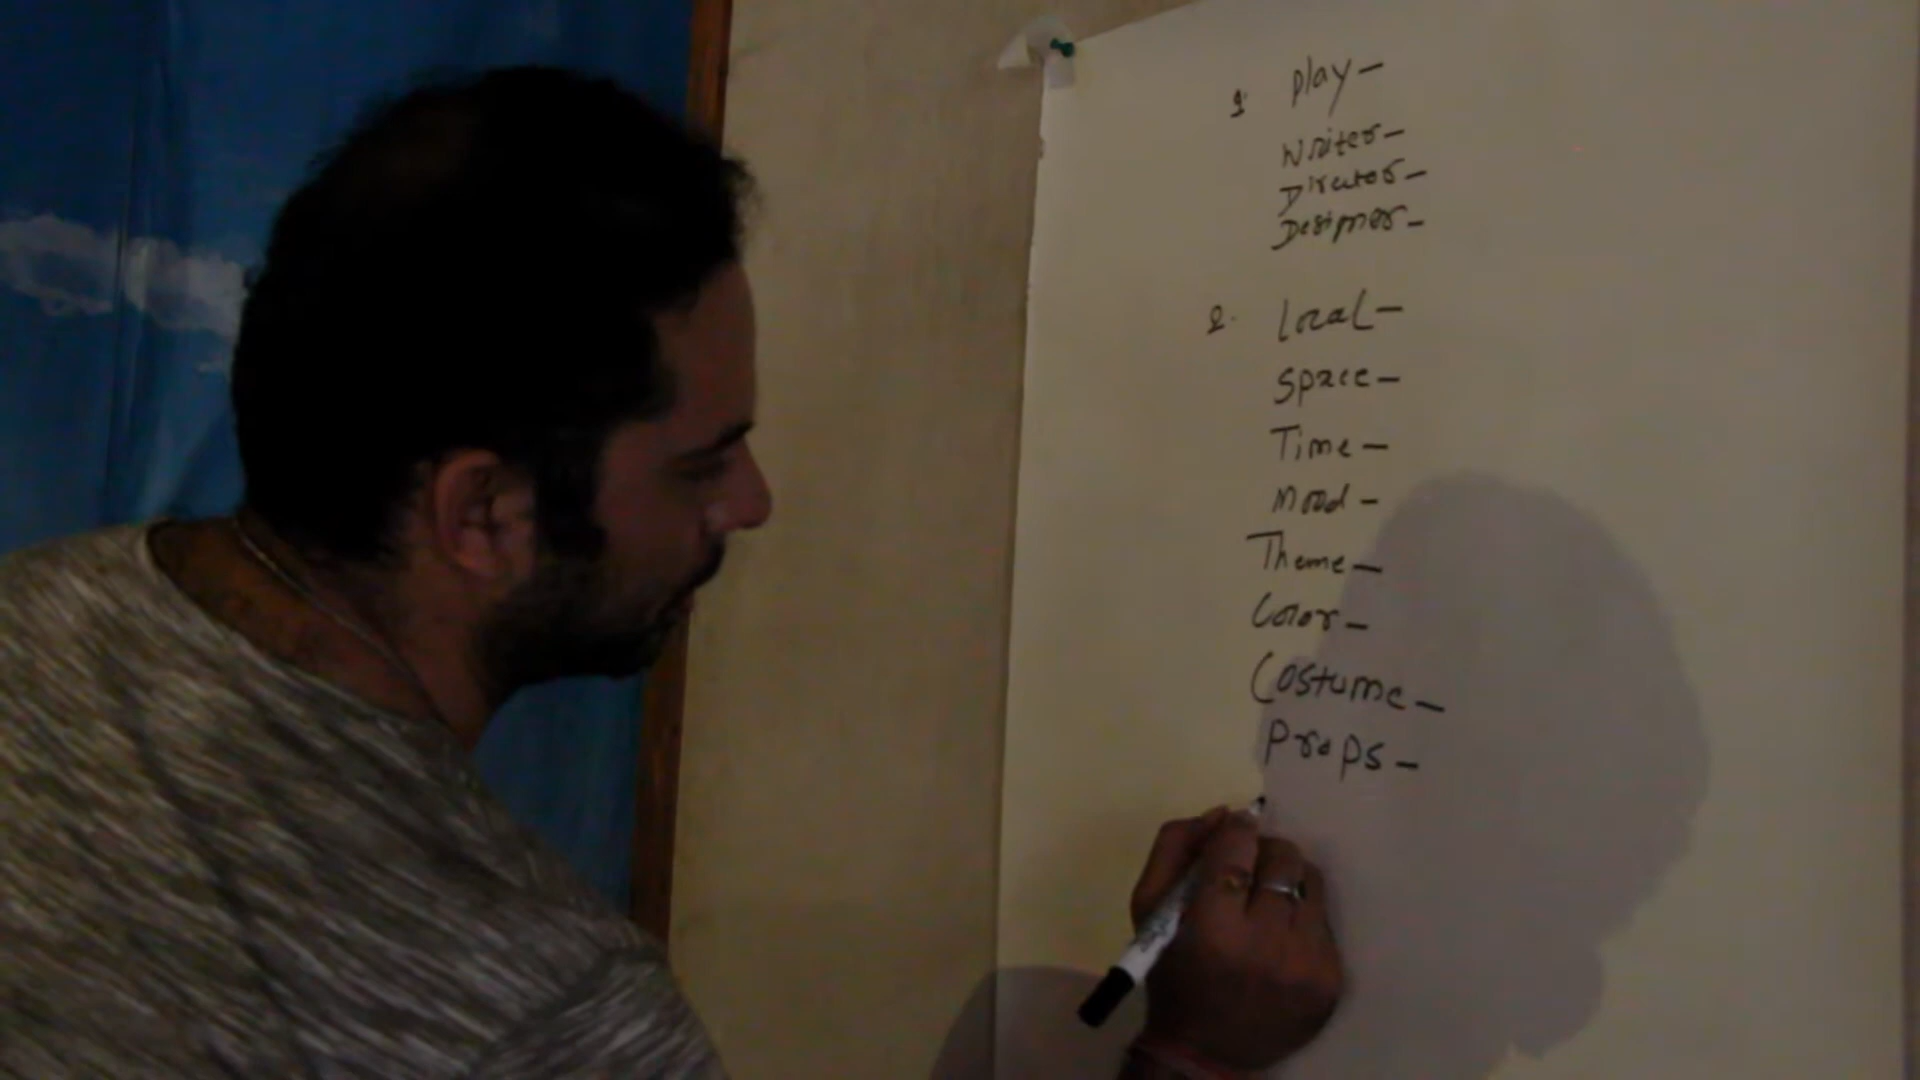 1. Play-
Writer-
Director-
Designer-
2. Local-
Space-
Time-
Mood-
Theme-
Color-
Costume-
Props-